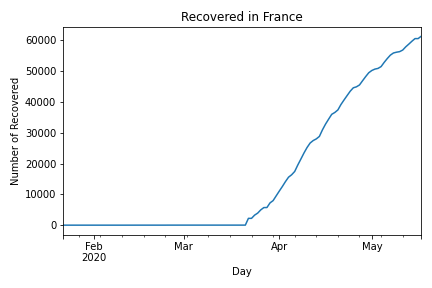 Recovered in France
Number of Recovered
60000
50000
40000
30000
20000
10000
0
Feb
2020
Mar
Apr
May
Day